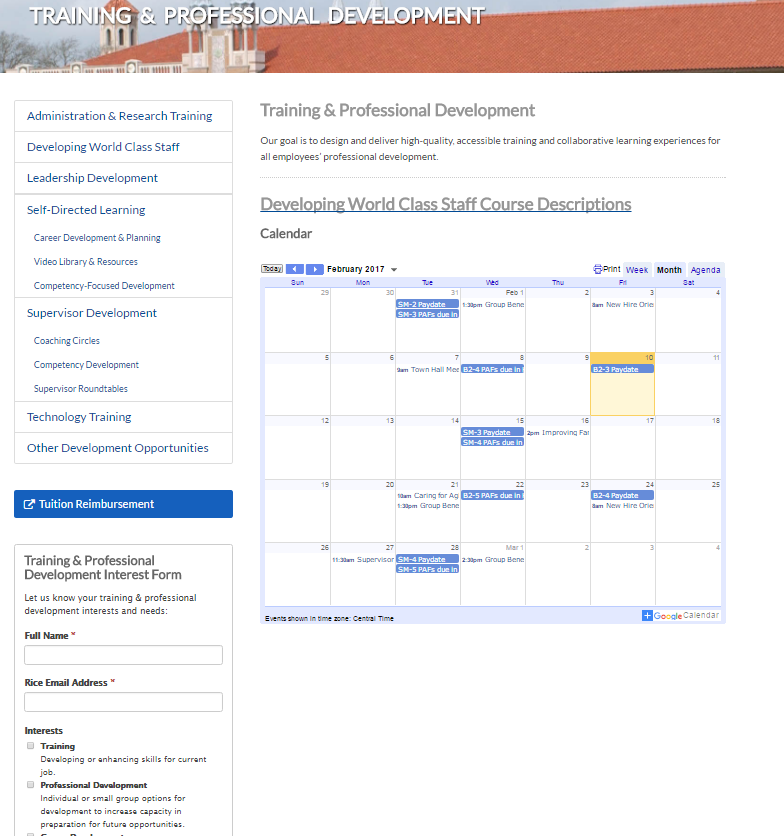 TRAINING & PROFESSIONAL DEVELOPMENT
Administration & Research Training
Developing World Class Staff
Leadership Development
Self-Directed Learning
Career Development & Planning
Video Library & Resources
Competency-Focused Development
Supervisor Development
Coaching Circles
Competency Development
Supervisor Roundtables
Technology Training
Other Development Opportunities
Tuition Reimbursement
Training & Professional
Development Interest Form
Let us know your training & professional
development interests and needs:
Full Name *
Rice Email Address *
Interests
Training
Developing or enhancing skills for current
job.
Professional Development
Individual or small group options for
development to increase capacity in
preparation for future opportunities.
Training & Professional Development
Our goal is to design and deliver high-quality, accessible training and collaborative learning experiences for
all employees' professional development.
Developing World Class Staff Course Descriptions
Calendar
Today February 2017 Print Week Month Agenda
Sun Mon Tue Wed Thu Fri Sat
29 30 31 Feb 1 2 3 4
SM-2 Paydate 1:30pm Group Bene 8am New Hire Orie
SM-3 PAFs due in
5 6 7 8 9 10 11
9am Town Hall Mee B2-4 PAFs due in B2-3 Paydate
12 13 14 15 16 17 18
SM-3 Paydate 2pm Improving Fa
SM-4 PAFs due in
19 20 21 22 23 24 25
10am Caring for Ag B2-5 PAFs due in B2-4 Paydate
1:30pm Group Bene 8am New Hire Orie
26 27 28 Mar 1 2 3 4
11:30am Supervisor SM-4 Paydate 2:30pm Group Bene
SM-5 PAFs due in
Events shown in time zone: Central Time
Google Calendar